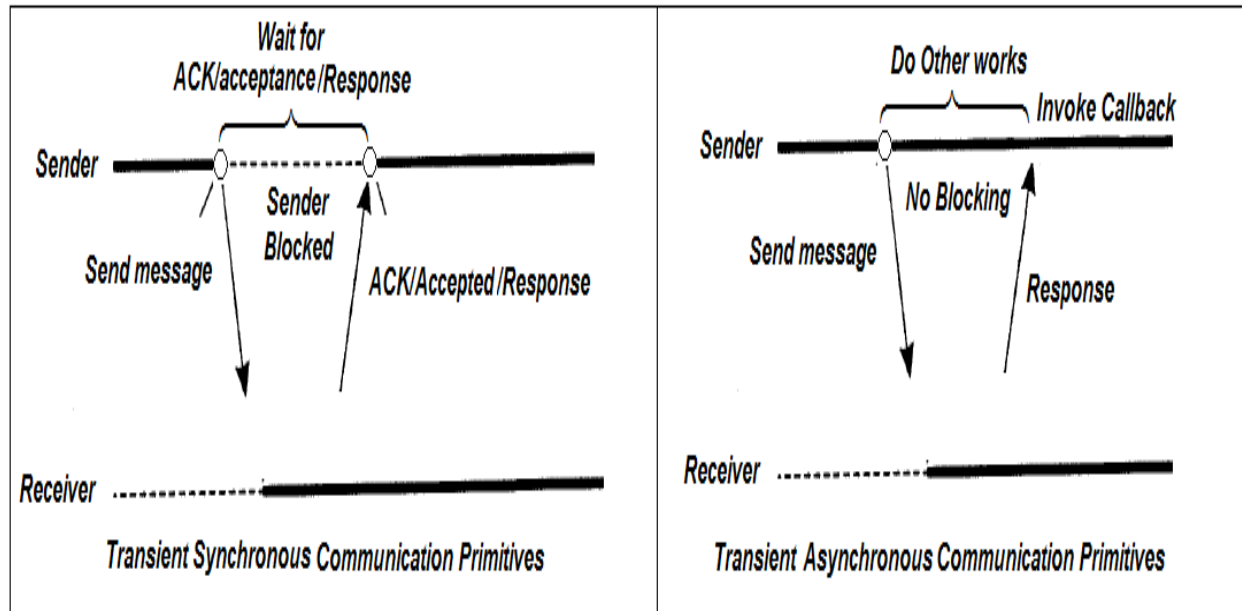 Wait for
ACK/acceptance/Response
Sender
Sender
Blocked
Send message
ACK/Accepted/Response
Receiver
Transient Synchronous Communication Primitives
Do Other works
Invoke Callback
Sender
No Blocking
Send message
Response
Receiver
Transient Asynchronous Communication Primitives